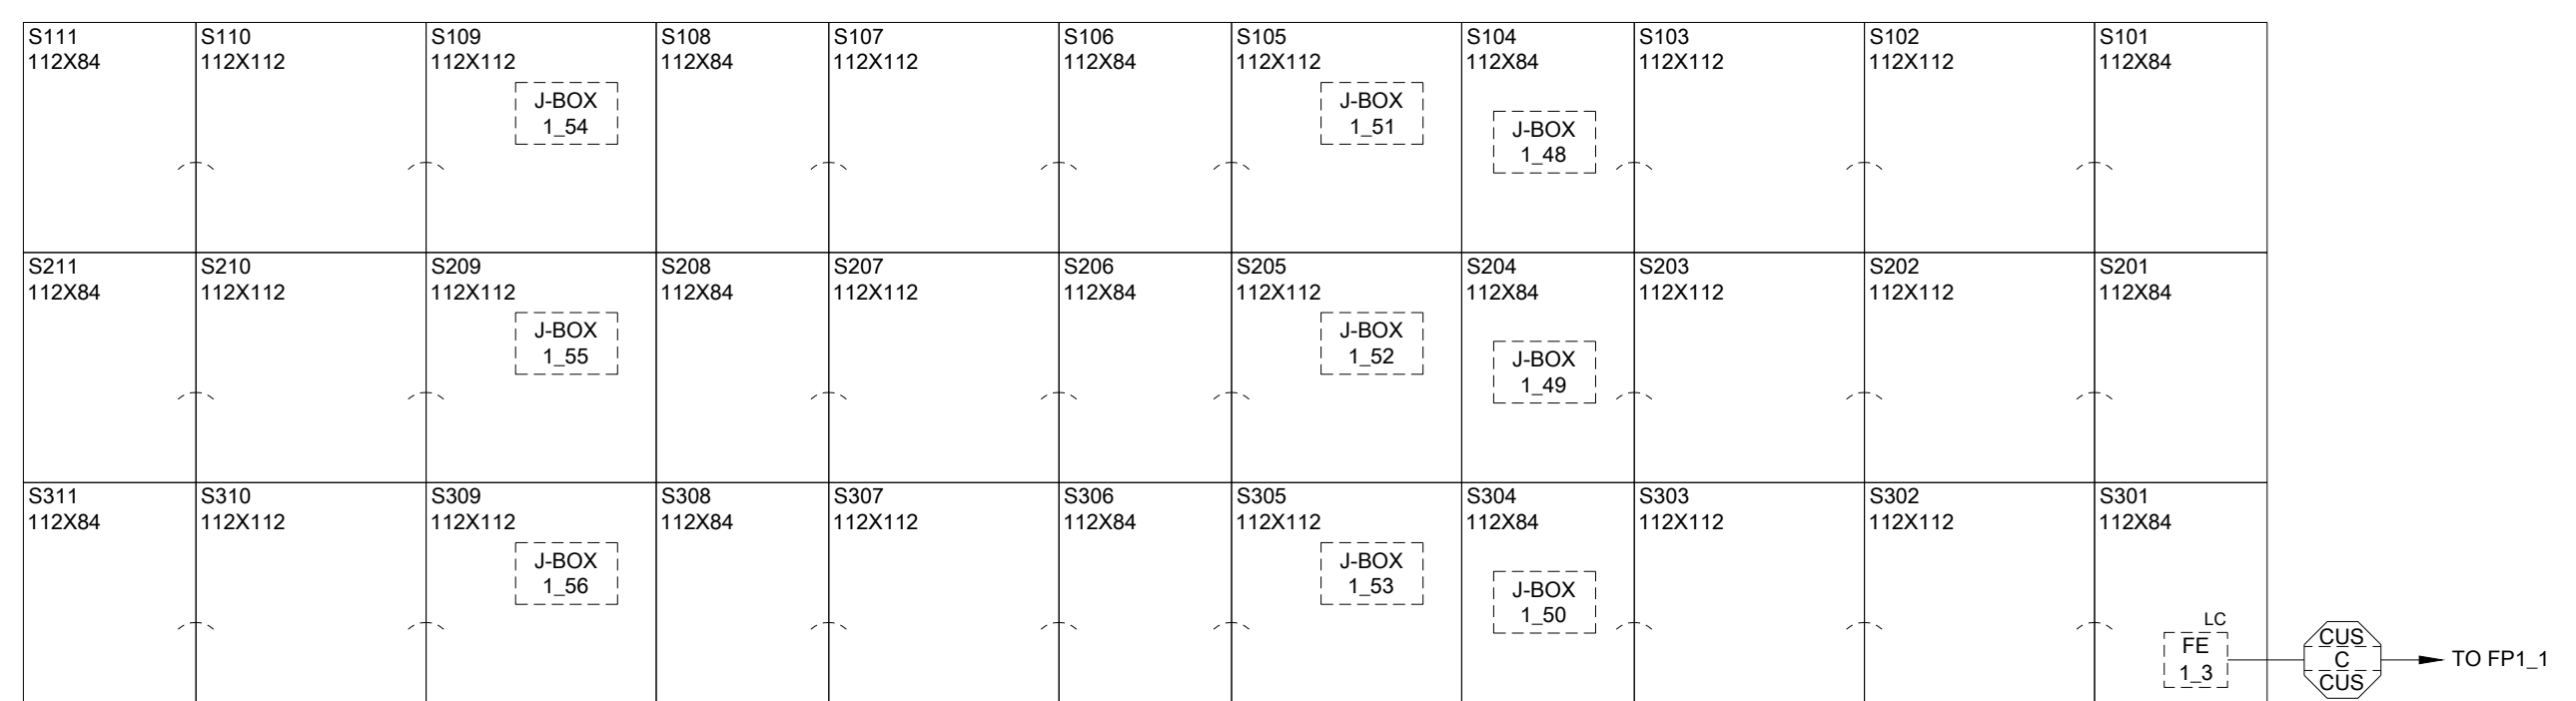 S111
112X84
S110
112X112
S109
112X112
J-BOX
1_54
S108
112X84
S107
112X112
S106
112X84
S105
112X112
J-BOX
1_51
S104
112X84
J-BOX
1_48
S103
112X112
S102
112X112
S101
112X84
S211
112X84
S210
112X112
S209
112X112
J-BOX
1_55
S208
112X84
S207
112X112
S206
112X84
S205
112X112
J-BOX
1_52
S204
112X84
J-BOX
1_49
S203
112X112
S202
112X112
S201
112X84
S311
112X84
S310
112X112
S309
112X112
J-BOX
1_56
S308
112X84
S307
112X112
S306
112X84
S305
112X112
J-BOX
1_53
S304
112X84
J-BOX
1_50
S303
112X112
S302
112X112
S301
112X84
LC
FE
1_3
CUS
C
CUS
TO FP1_1